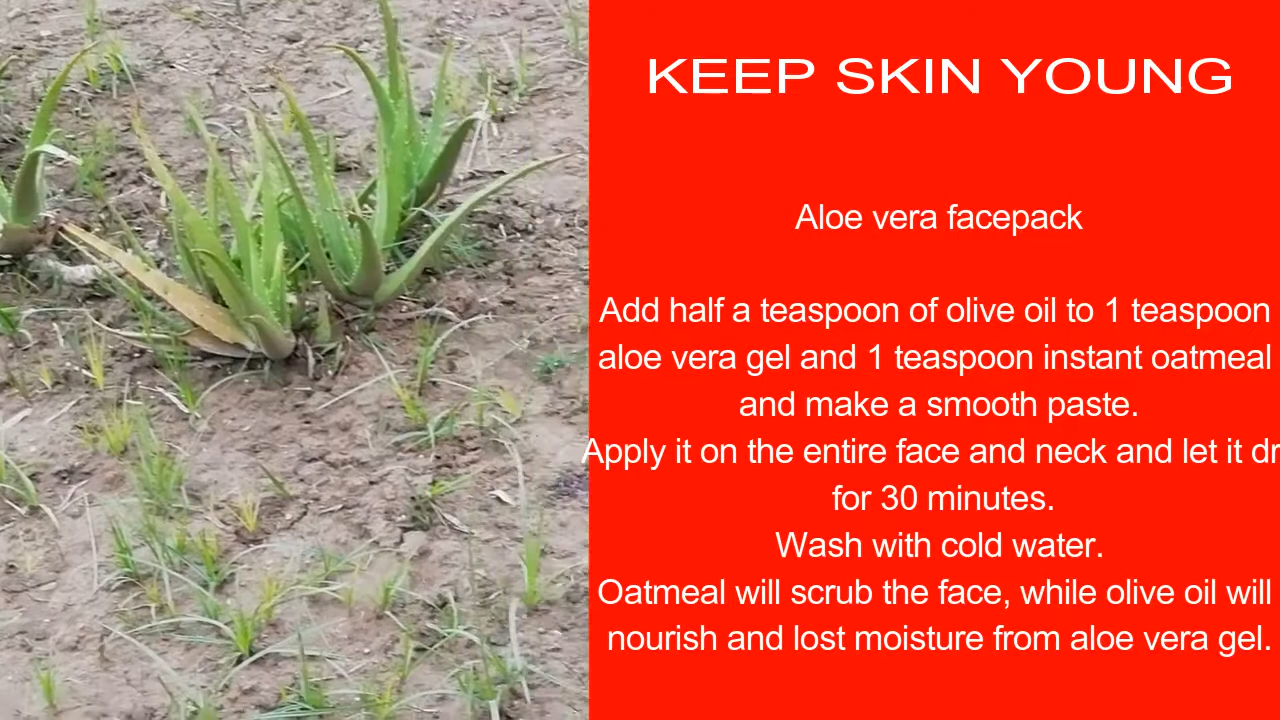 KEEP SKIN YOUNG
Aloe vera facepack
Add half a teaspoon of olive oil to 1 teaspoon
aloe vera gel and 1 teaspoon instant oatmeal
and make a smooth paste.
Apply it on the entire face and neck and let it
for 30 minutes.
Wash with cold water.
Oatmeal will scrub the face, while olive oil will
nourish and lost moisture from aloe vera gel.